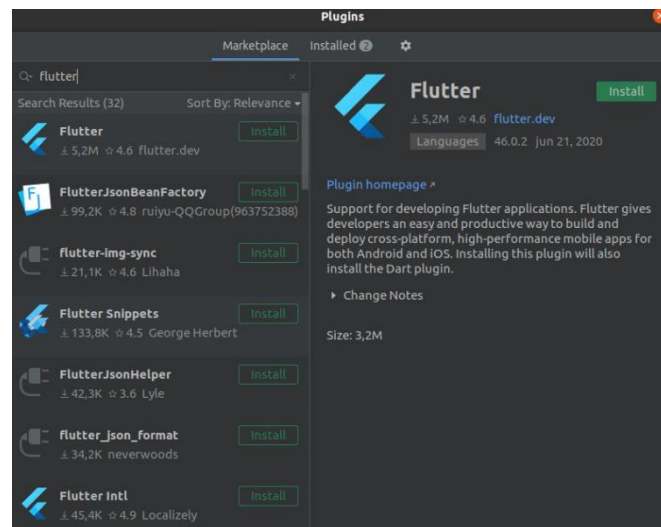 Plugins
Marketplace Installed 2
flutter
Search Results (32) Sort By: Relevance
Flutter Install
5,2M 4.6 flutter.dev
FlutterJsonBeanFactory Install
99,2K 4.8 ruiyu-QQGroup(963752388)
flutter-img-sync Install
21,1K 4.6 Lihaha
Flutter Snippets Install
133,8K 4.5 George Herbert
FlutterJsonHelper Install
42,3K 3.6 Lyle
flutter_json_format Install
34,2K neverwoods
Flutter Intl Install
45,4K 4.9 Localizely
Flutter Install
5,2M 4.6 flutter.dev
Languages 46.0.2 jun 21, 2020
Plugin homepage
Support for developing Flutter applications. Flutter gives
developers an easy and productive way to build and
deploy cross-platform, high-performance mobile apps for
both Android and iOS. Installing this plugin will also
install the Dart plugin.
Change Notes
Size: 3,2M